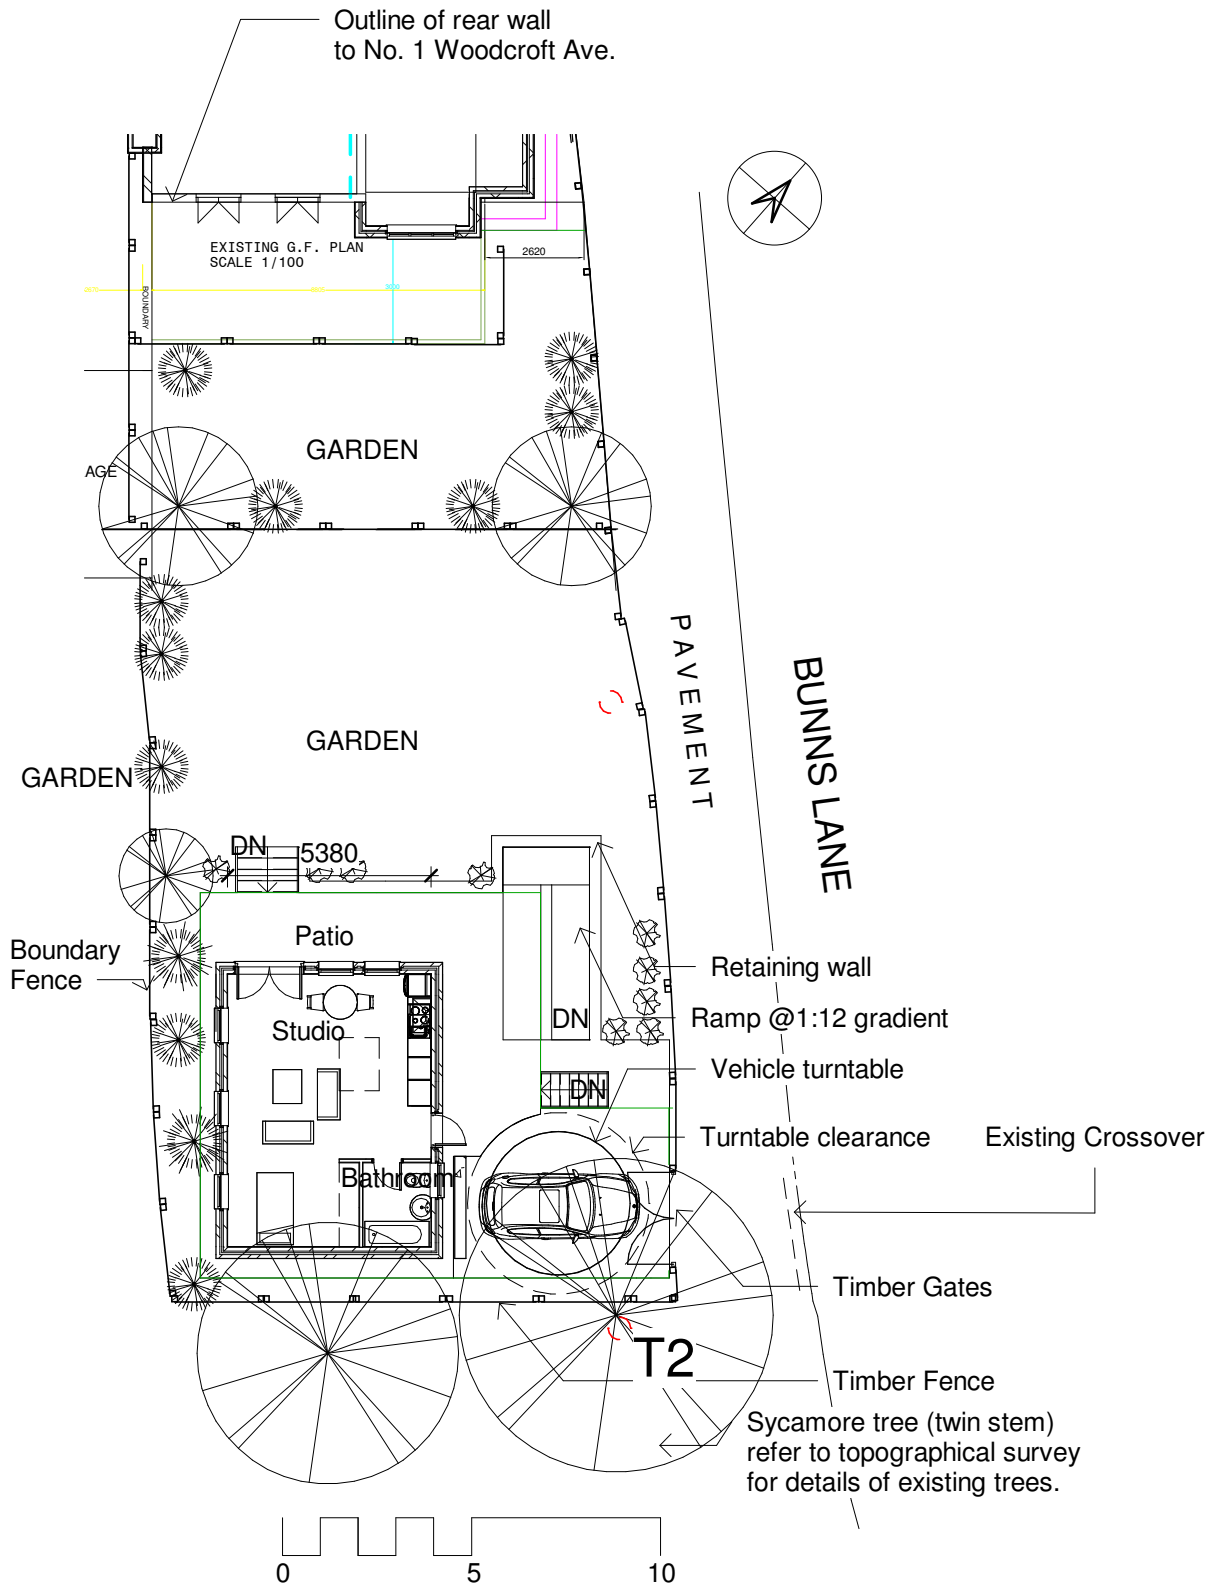 Outline of rear wall
to No. 1 Woodcroft Ave.
EXISTING G.F. PLAN
SCALE 1/100
2620
3000
BOUNDARY
GARDEN
AGE
PAVEMENT
BUNNS LANE
GARDEN
GARDEN
DN
5380
Patio
Boundary
Fence
Retaining wall
Studio
DN
Ramp @1:12 gradient
Vehicle turntable
DN
Turntable clearance
Existing Crossover
Bathroom
Timber Gates
T2
Timber Fence
Sycamore tree (twin stem)
refer to topographical survey
for details of existing trees.
0 5 10